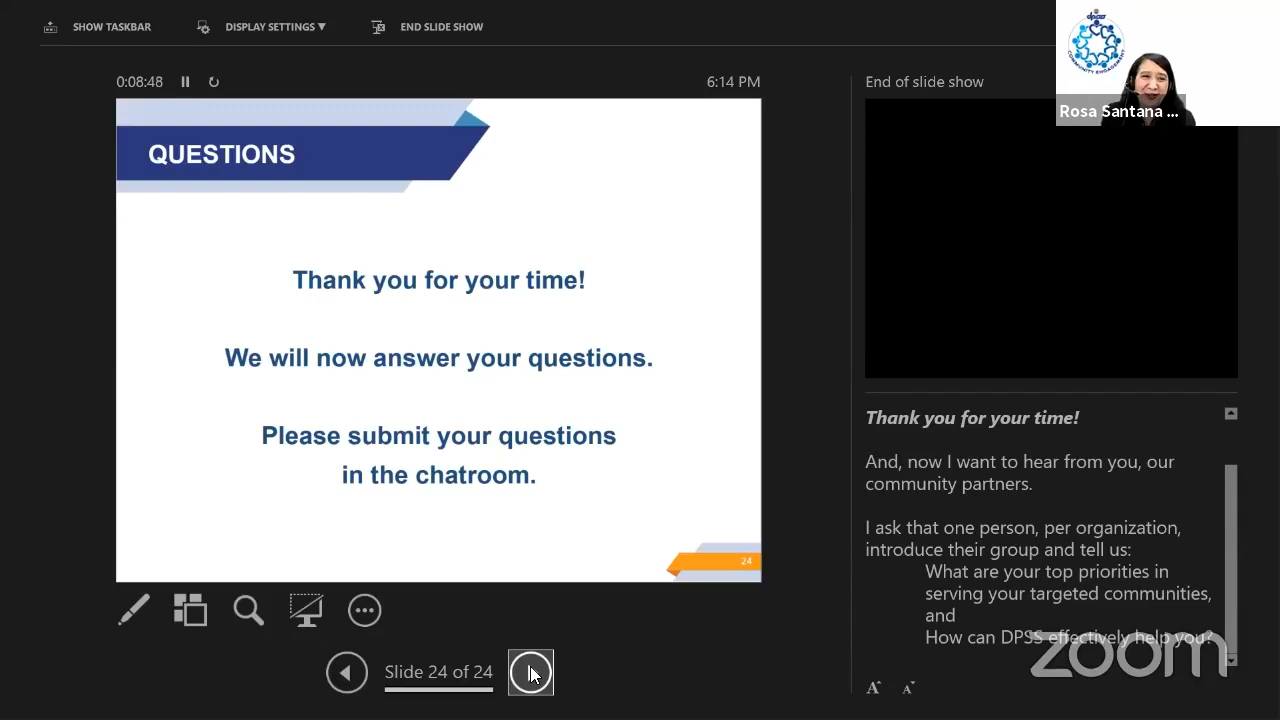 SHOW TASKBAR
DISPLAY SETTINGS ▼
END SLIDE SHOW
0:08:48
6:14 PM
End of slide show
dpss
COMMUNITY ENGAGEMENT
Rosa Santana ...
QUESTIONS
Thank you for your time!
We will now answer your questions.
Please submit your questions
in the chatroom.
24
Slide 24 of 24
Thank you for your time!
And, now I want to hear from you, our
community partners.
I ask that one person, per organization,
introduce their group and tell us:
What are your top priorities in
serving your targeted communities,
and
How can DPSS effectively help you?
zoom
A A